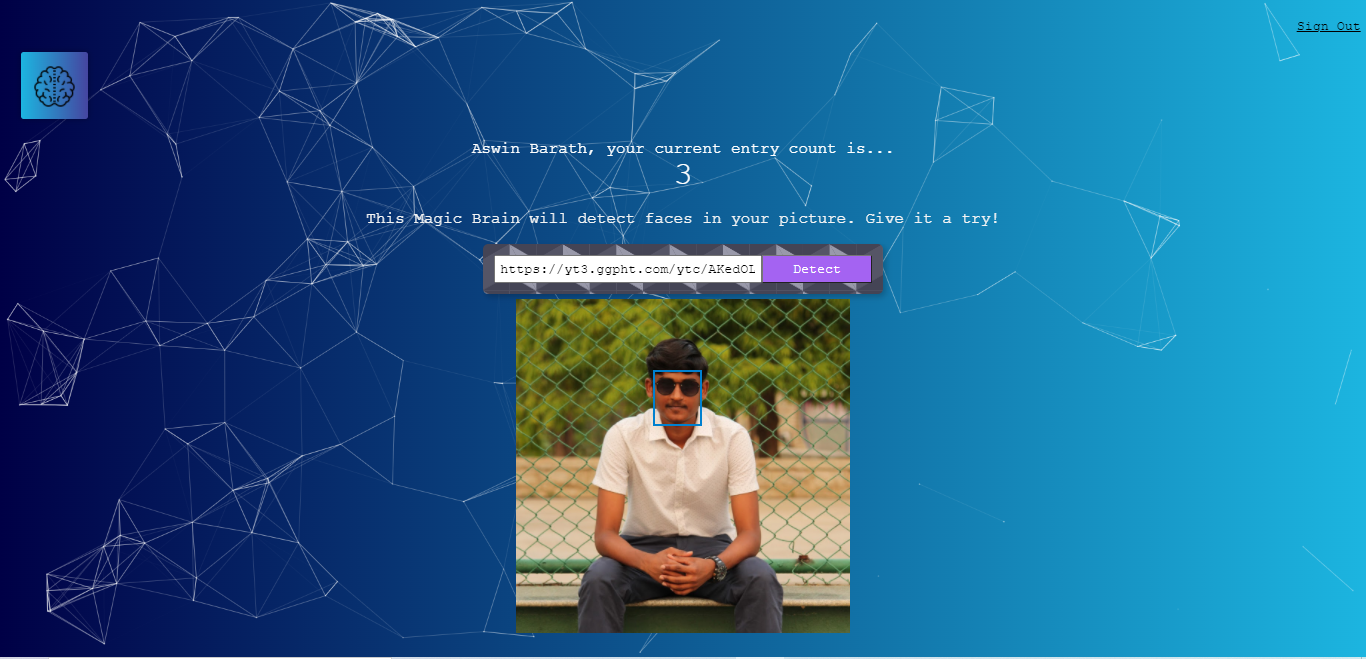 Sign Out
Aswin Barath, your current entry count is...
3
This Magic Brain will detect faces in your picture. Give it a try!
https://yt3.ggpht.com/ytc/AKedOL
Detect